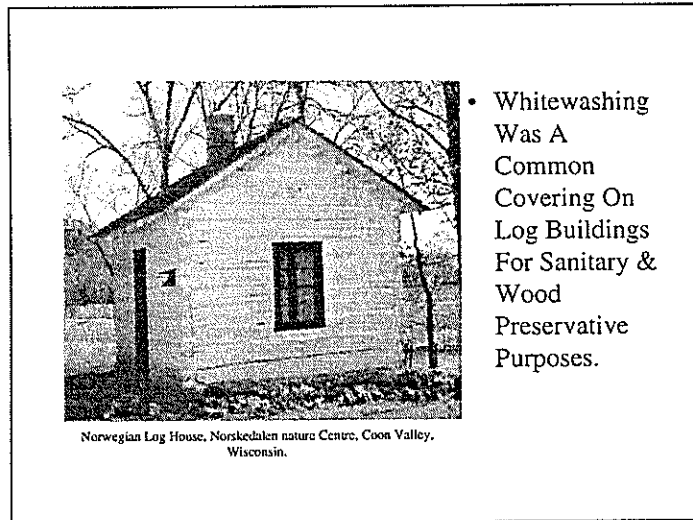 • Whitewashing
Was A
Common
Covering On
Log Buildings
For Sanitary &
Wood
Preservative
Purposes.
Norwegian Log House, Norskedalen nature Centre, Coon Valley,
Wisconsin.